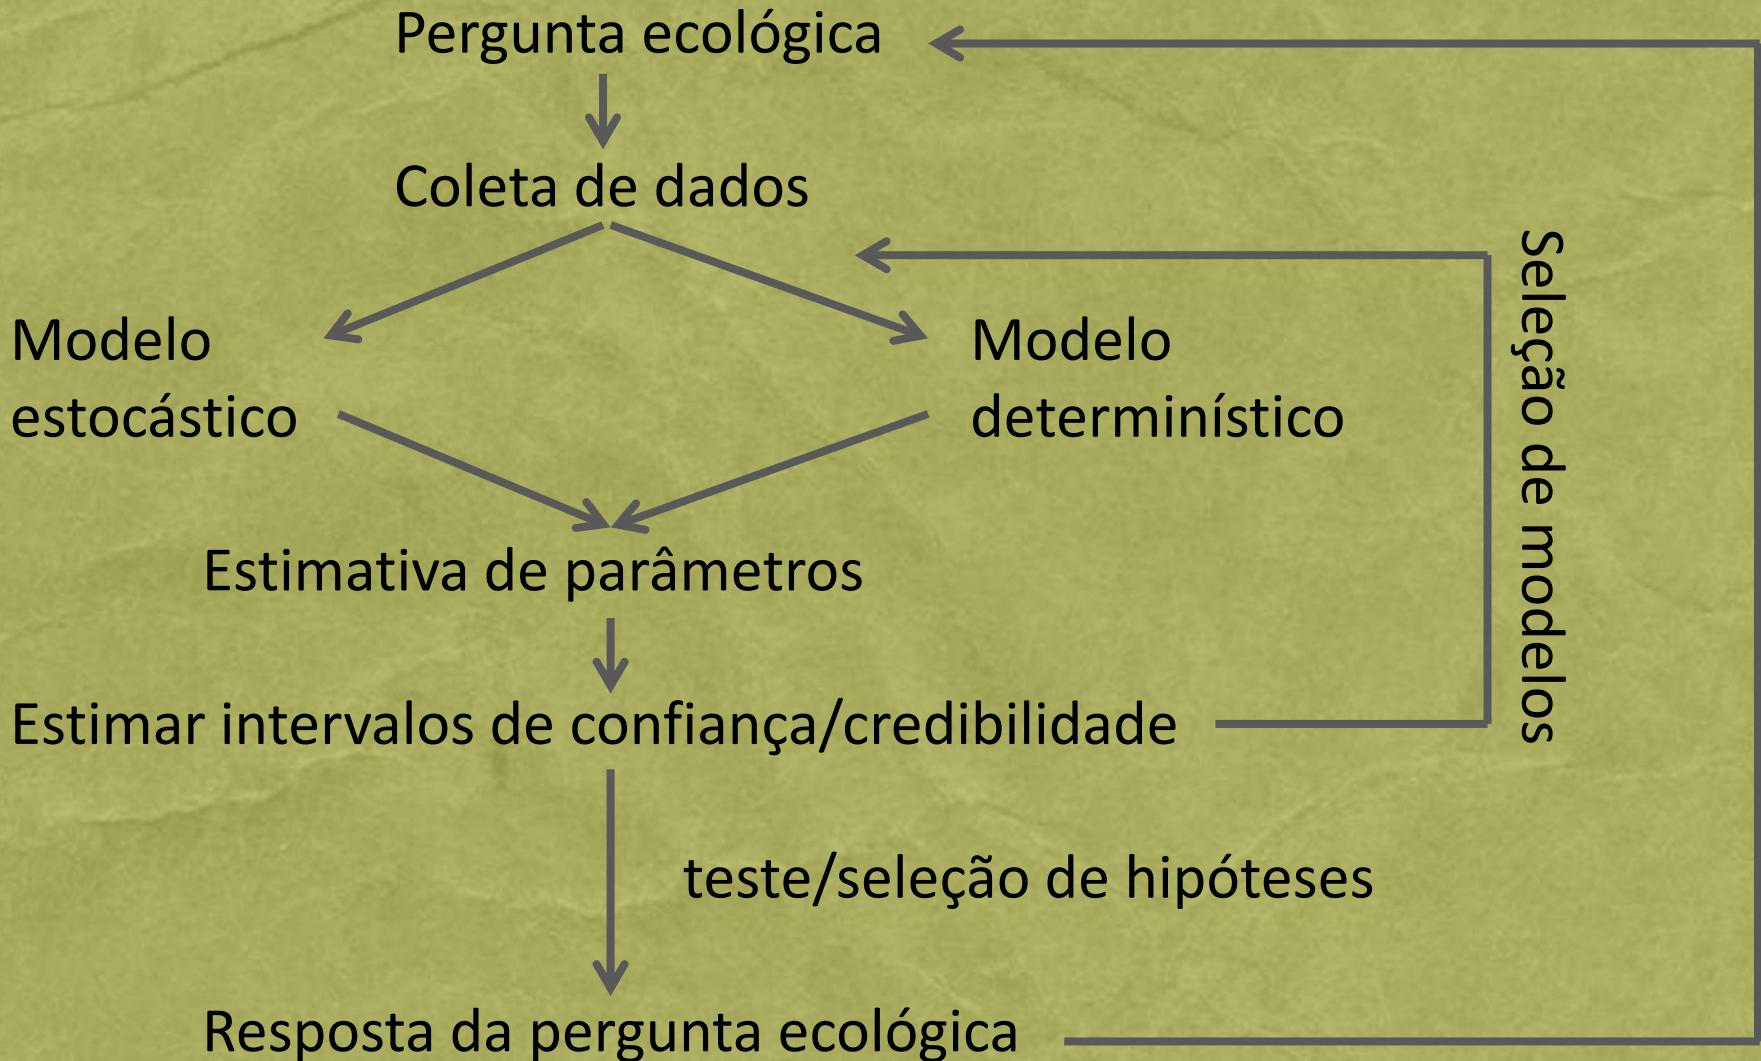 Pergunta ecológica
Coleta de dados
Modelo
estocástico
Modelo
determinístico
Seleção de modelos
Estimativa de parâmetros
Estimar intervalos de confiança/credibilidade
teste/seleção de hipóteses
Resposta da pergunta ecológica